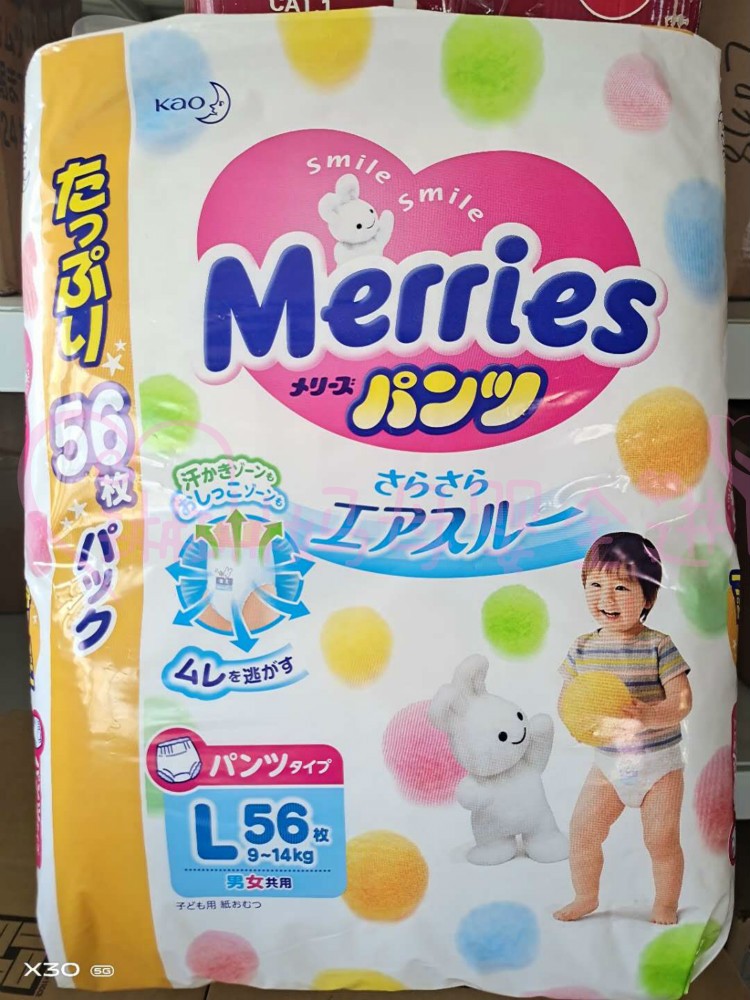 CAL1
Kao
Smile Smile
Merries
メリーズ
パンツ
たっぷり
56枚
パック
汗かきゾーンも
おしっこゾーンも
さらさら
エアスルー
ムレを逃がす
パンツタイプ
L 56枚
9~14kg
男女共用
子ども用 紙おむつ
X30 5G